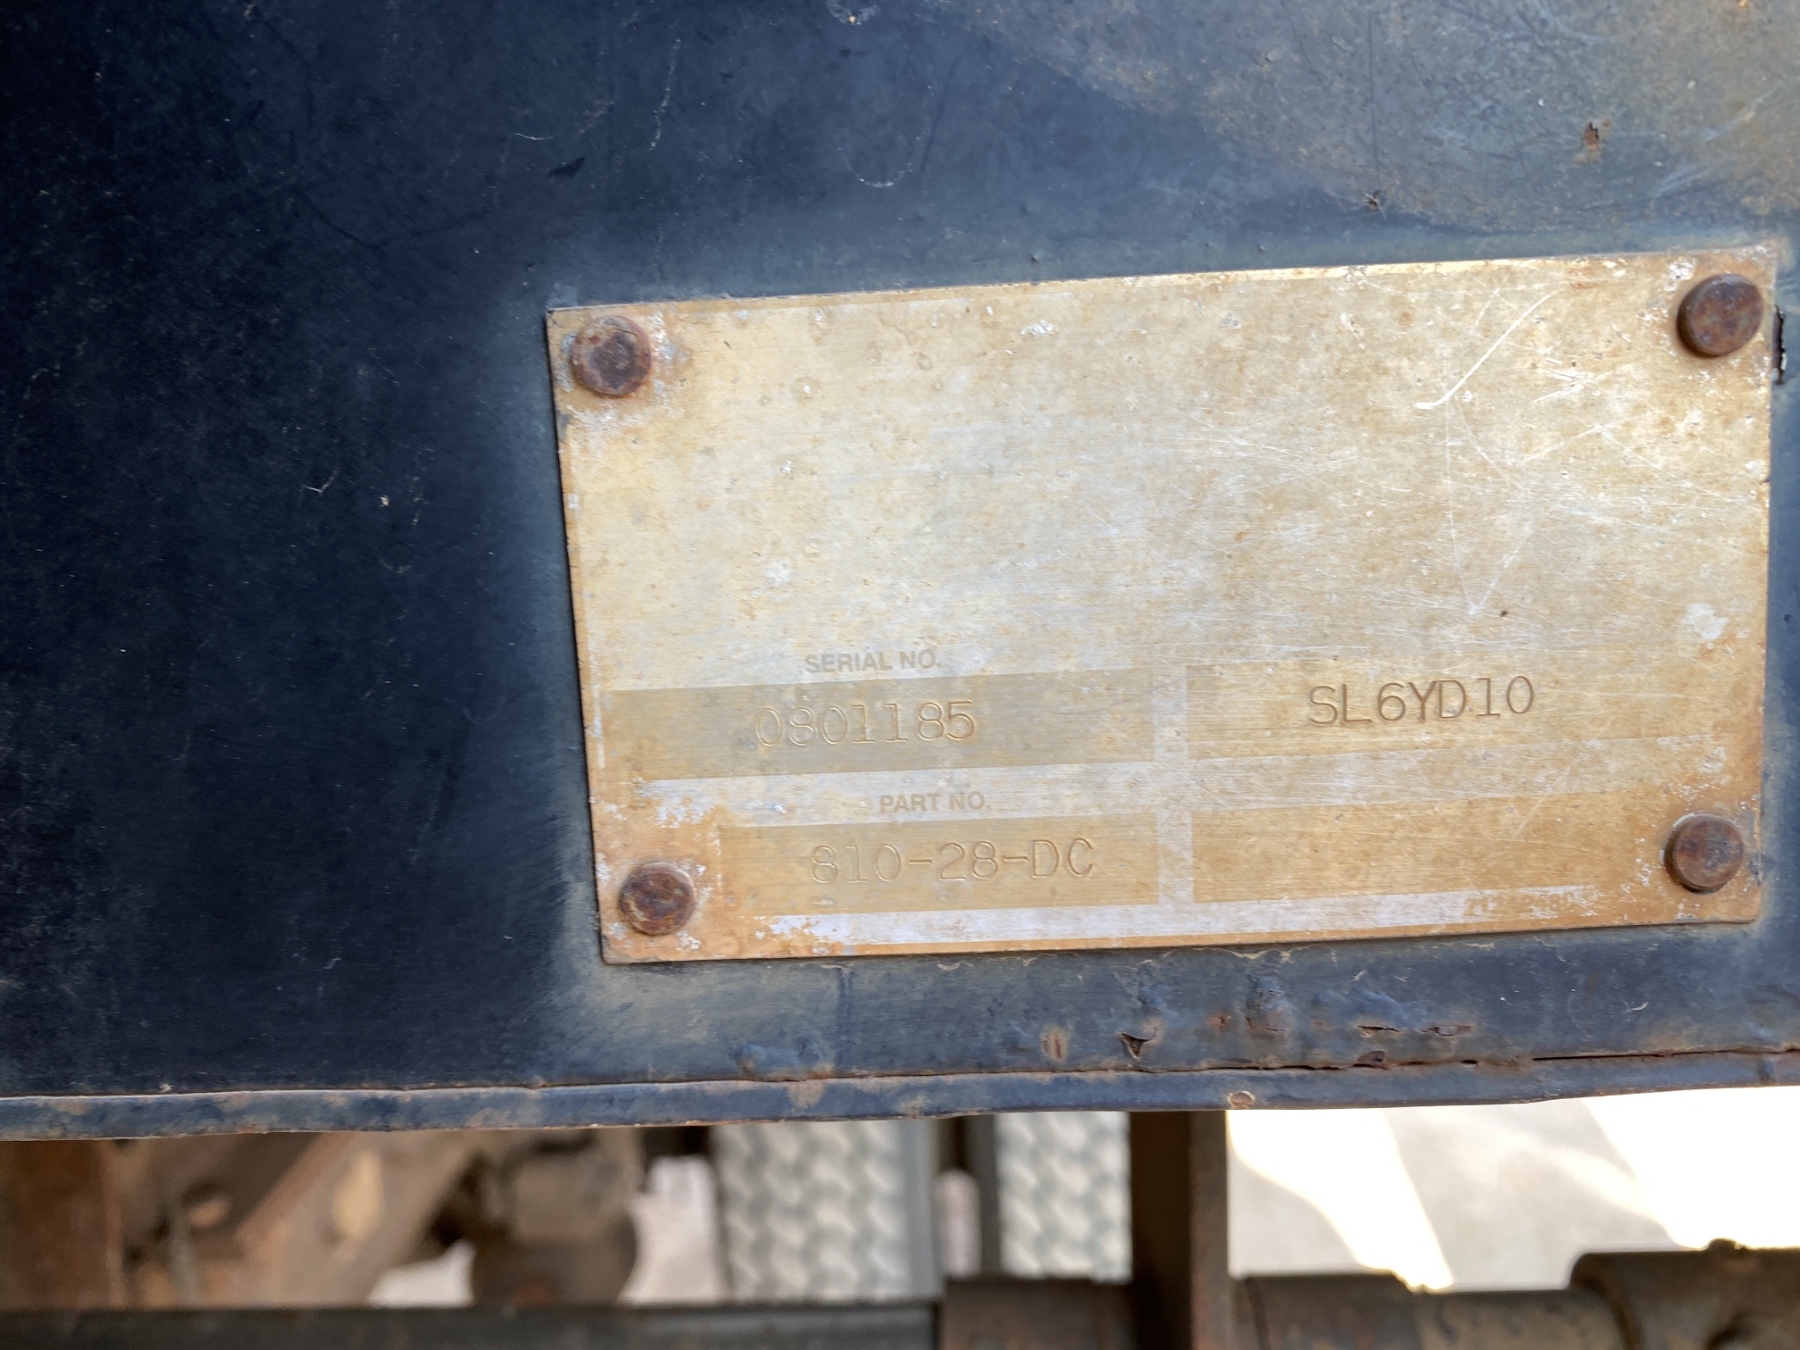 SERIAL NO.
0801185
SL6YD10
PART NO.
810-28-DC